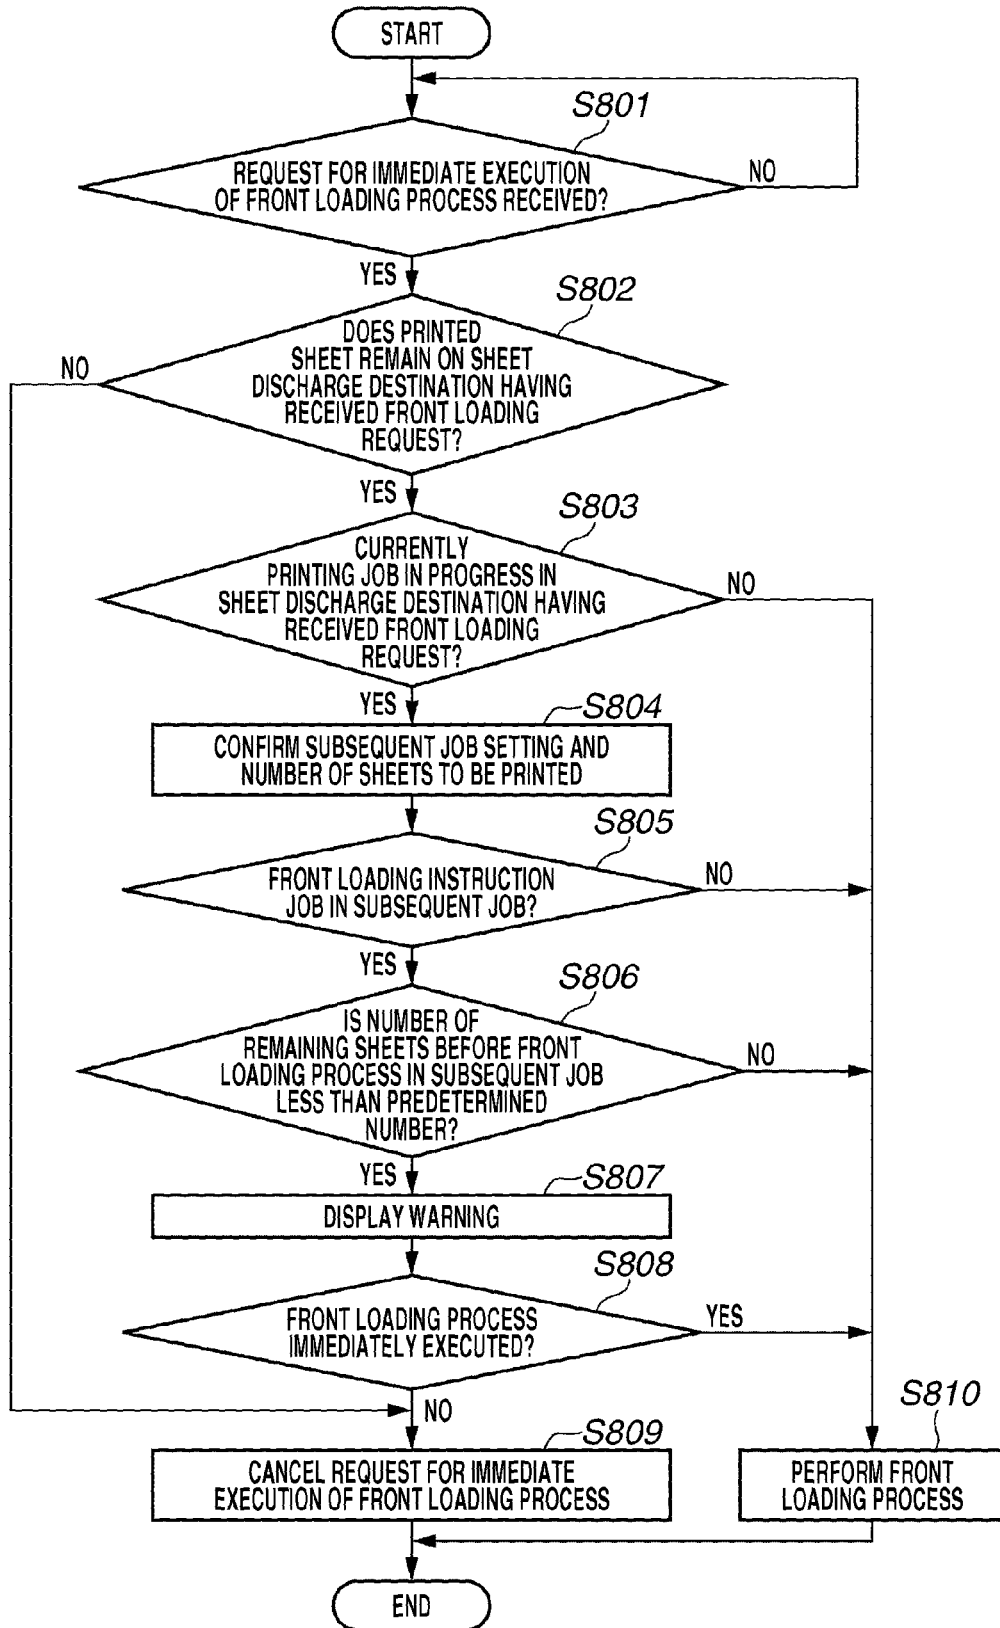 START
S801
REQUEST FOR IMMEDIATE EXECUTION
OF FRONT LOADING PROCESS RECEIVED?
NO
YES
S802
DOES PRINTED
SHEET REMAIN ON SHEET
DISCHARGE DESTINATION HAVING
RECEIVED FRONT LOADING
REQUEST?
NO
YES
S803
CURRENTLY
PRINTING JOB IN PROGRESS IN
SHEET DISCHARGE DESTINATION HAVING
RECEIVED FRONT LOADING
REQUEST?
NO
YES
S804
CONFIRM SUBSEQUENT JOB SETTING AND
NUMBER OF SHEETS TO BE PRINTED
S805
FRONT LOADING INSTRUCTION
JOB IN SUBSEQUENT JOB?
NO
YES
S806
IS NUMBER OF
REMAINING SHEETS BEFORE FRONT
LOADING PROCESS IN SUBSEQUENT JOB
LESS THAN PREDETERMINED
NUMBER?
NO
YES
S807
DISPLAY WARNING
S808
FRONT LOADING PROCESS
IMMEDIATELY EXECUTED?
YES
NO
S809
CANCEL REQUEST FOR IMMEDIATE
EXECUTION OF FRONT LOADING PROCESS
S810
PERFORM FRONT
LOADING PROCESS
END